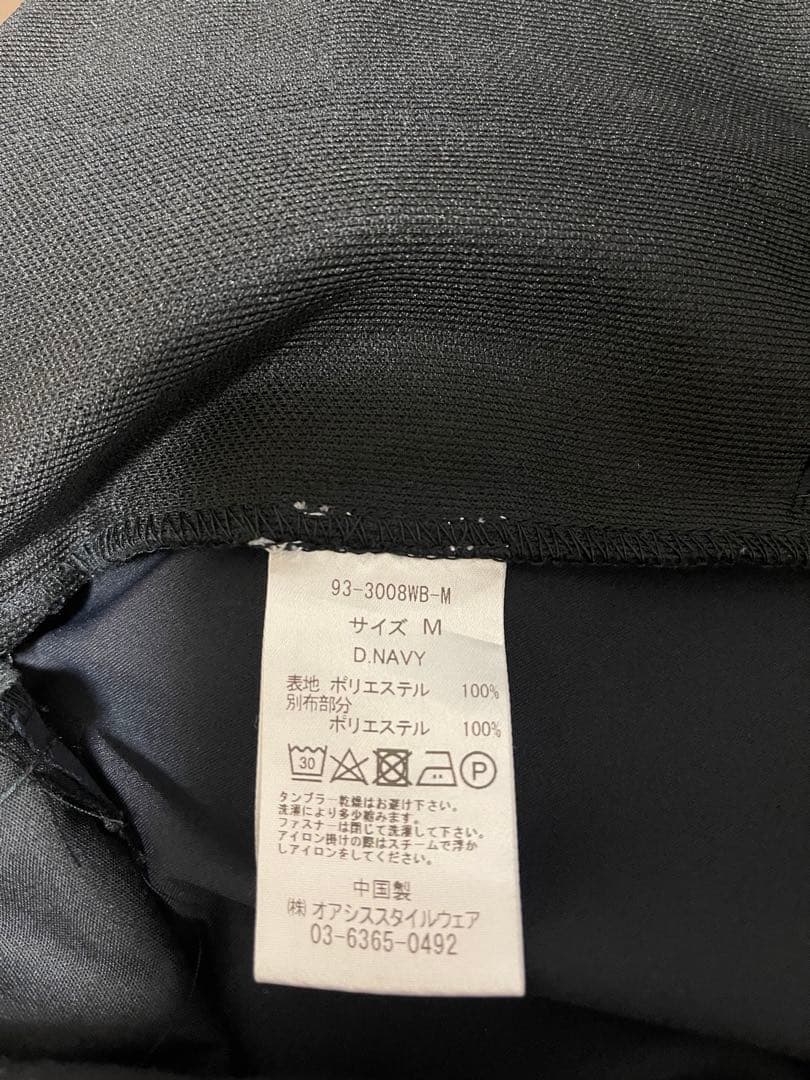 93-3008WB-M
サイズ M
D.NAVY
表地 ポリエステル 100%
別布部分
ポリエステル 100%
30 P
タンブラー乾燥はお避け下さい。
洗濯により多少縮みます。
ファスナーは閉じて洗濯して下さい。
アイロン掛けの際はスチームで浮か
しアイロンをしてください。
中国製
㈱ オアシススタイルウェア
03-6365-0492